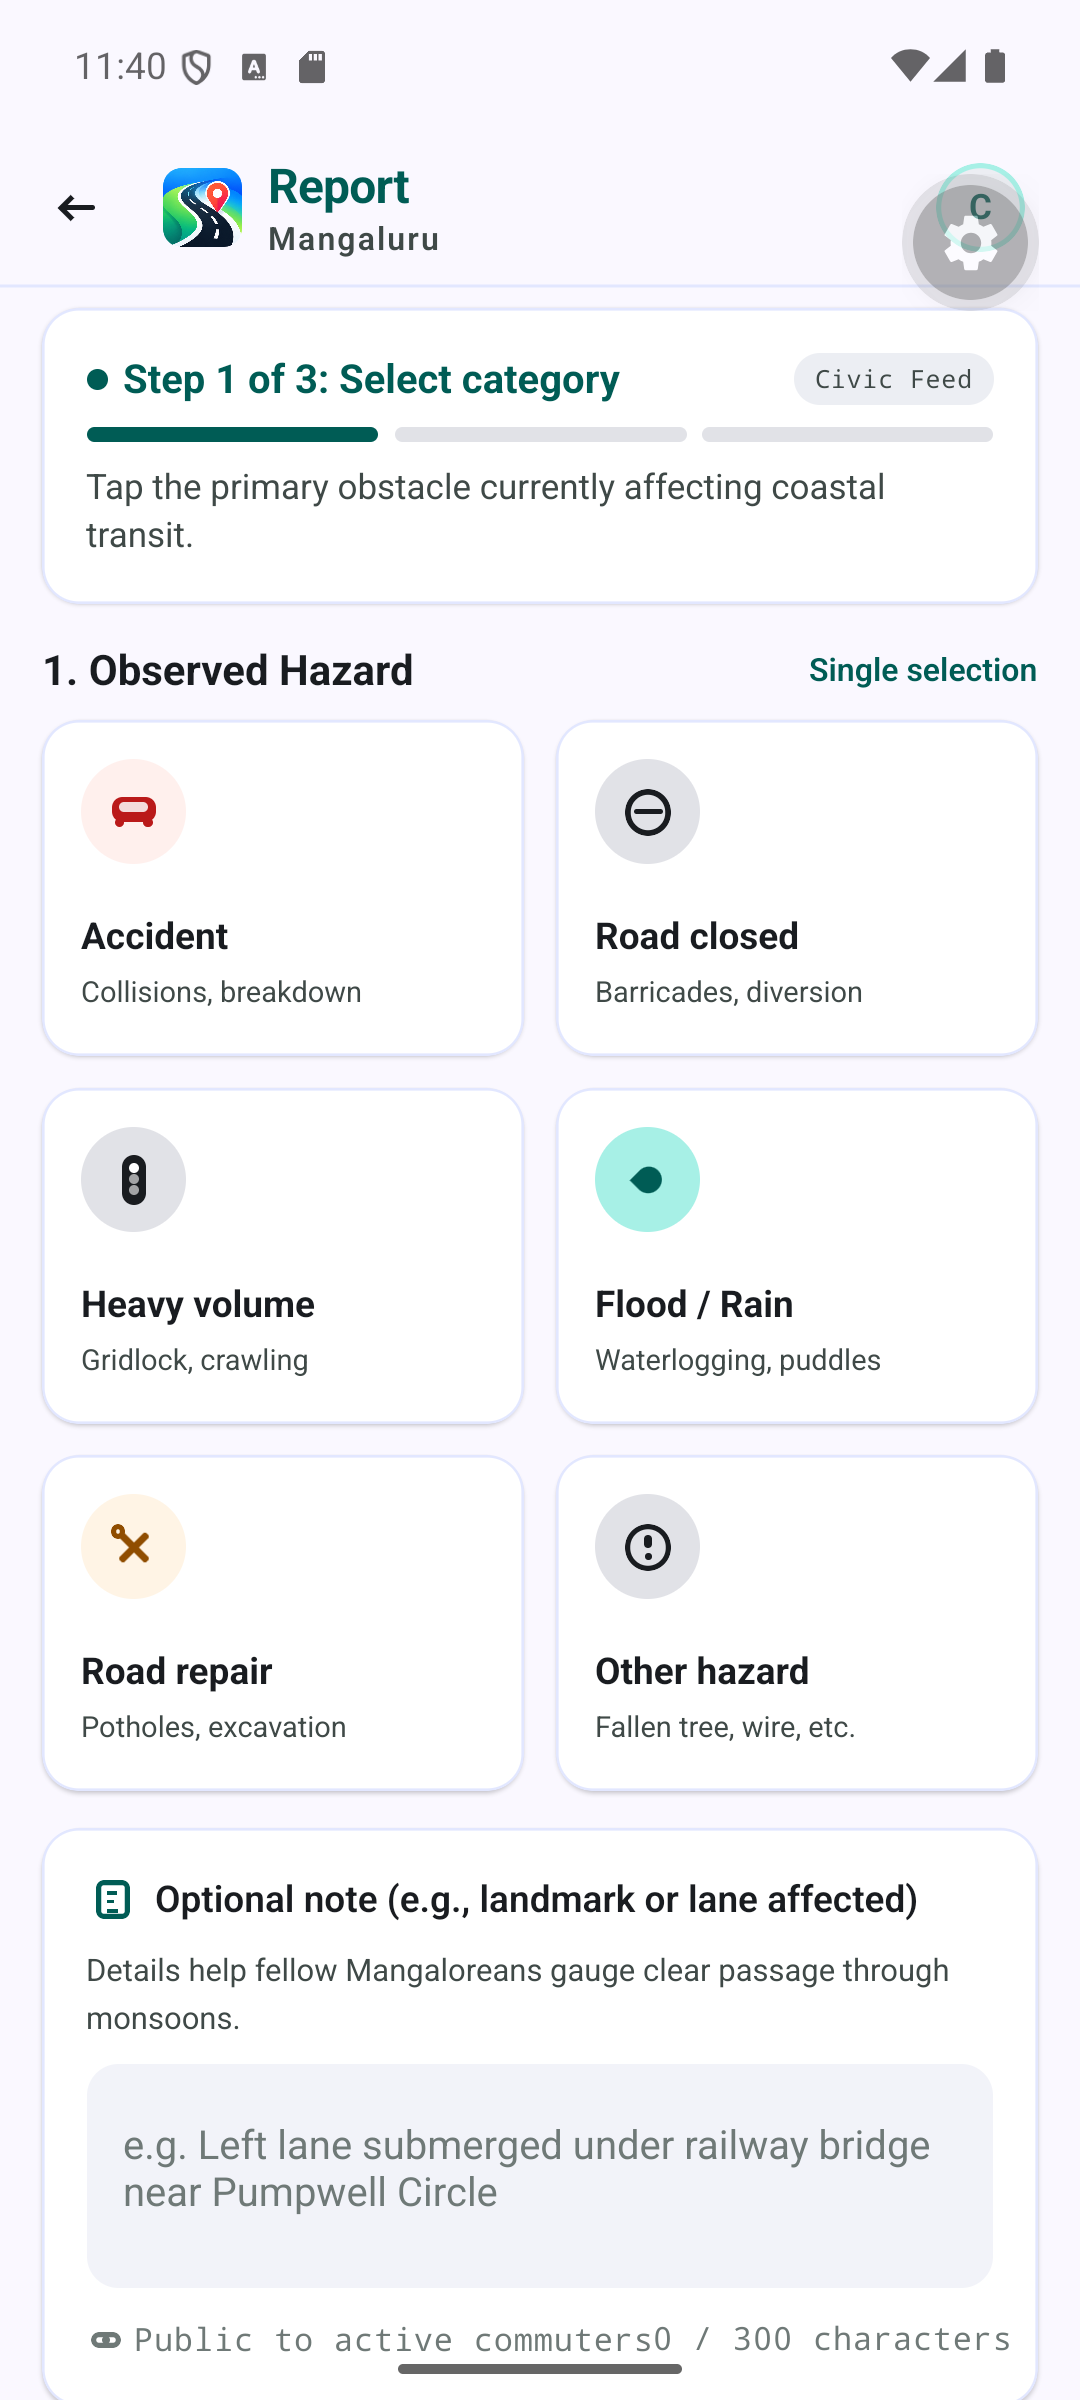 11:40
Report
Mangaluru
C
Step 1 of 3: Select category
Civic Feed
Tap the primary obstacle currently affecting coastal
transit.
1. Observed Hazard
Single selection
Accident
Collisions, breakdown
Road closed
Barricades, diversion
Heavy volume
Gridlock, crawling
Flood / Rain
Waterlogging, puddles
Road repair
Potholes, excavation
Other hazard
Fallen tree, wire, etc.
Optional note (e.g., landmark or lane affected)
Details help fellow Mangaloreans gauge clear passage through
monsoons.
e.g. Left lane submerged under railway bridge
near Pumpwell Circle
Public to active commuters0 / 300 characters